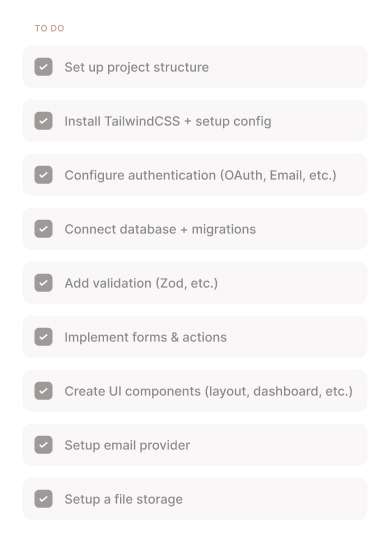 TO DO
Set up project structure
Install TailwindCSS + setup config
Configure authentication (OAuth, Email, etc.)
Connect database + migrations
Add validation (Zod, etc.)
Implement forms & actions
Create UI components (layout, dashboard, etc.)
Setup email provider
Setup a file storage